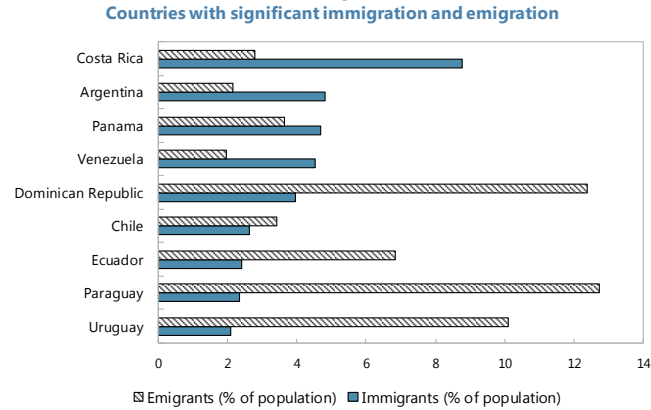 Countries with significant immigration and emigration
Costa Rica
Argentina
Panama
Venezuela
Dominican Republic
Chile
Ecuador
Paraguay
Uruguay
0 2 4 6 8 10 12 14
Emigrants (% of population) Immigrants (% of population)